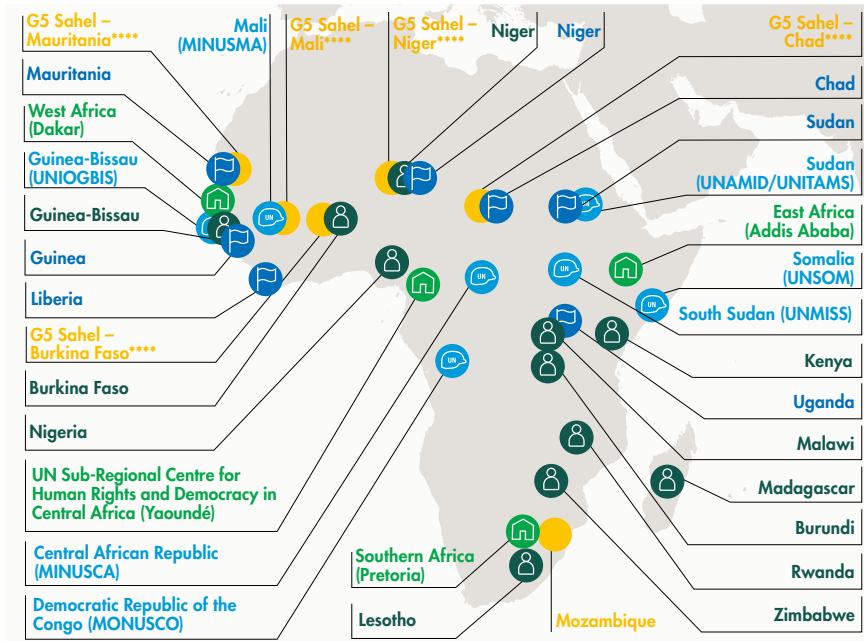 G5 Sahel –
Mauritania****
Mali
(MINUSMA)
G5 Sahel –
Mali****
G5 Sahel –
Niger****
Niger
Niger
G5 Sahel –
Chad****
Mauritania
Chad
West Africa
(Dakar)
Sudan
Guinea-Bissau
(UNIOGBIS)
Sudan
(UNAMID/UNITAMS)
Guinea-Bissau
East Africa
(Addis Ababa)
Guinea
Somalia
(UNSOM)
Liberia
South Sudan (UNMISS)
G5 Sahel –
Burkina Faso****
Kenya
Burkina Faso
Uganda
Nigeria
Malawi
UN Sub-Regional Centre for
Human Rights and Democracy in
Central Africa (Yaoundé)
Madagascar
Burundi
Central African Republic
(MINUSCA)
Southern Africa
(Pretoria)
Rwanda
Democratic Republic of the
Congo (MONUSCO)
Lesotho
Mozambique
Zimbabwe
UN
UN
UN
UN
UN
UN